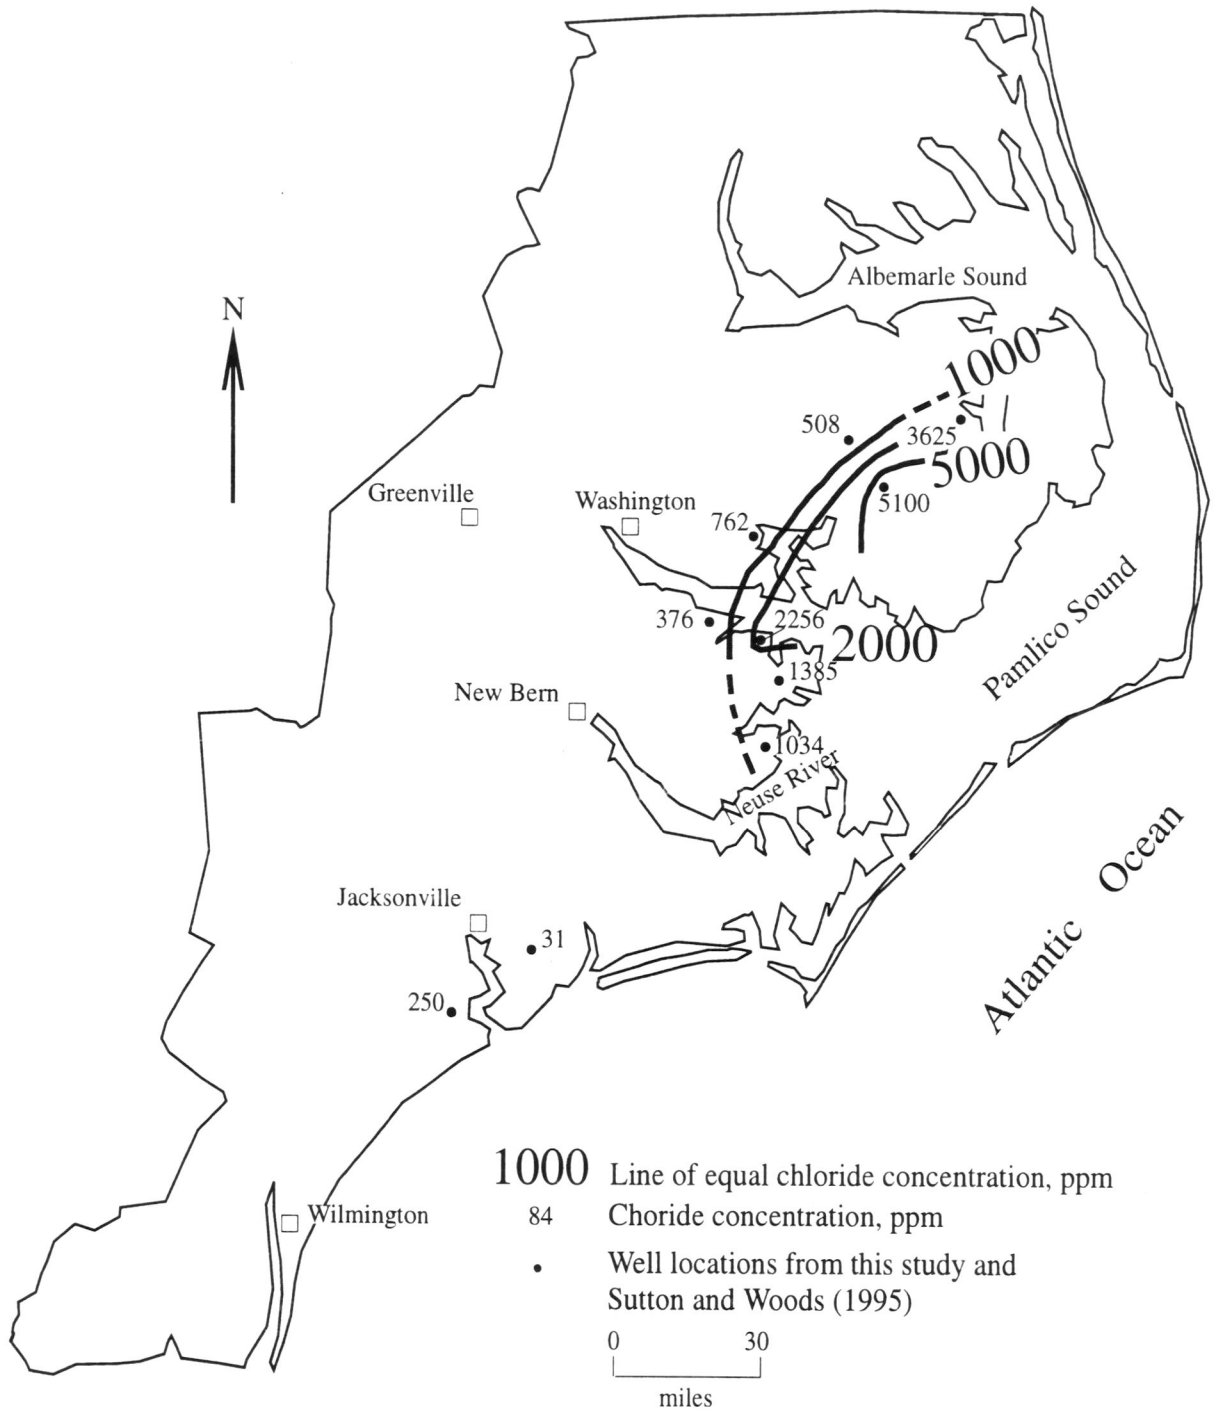 Albemarle Sound
N
1000
508
3625
5000
5100
Greenville
Washington
762
376
2256
2000
1385
Pamlico Sound
New Bern
1034
Neuse River
Atlantic Ocean
Jacksonville
31
250
Wilmington
1000 Line of equal chloride concentration, ppm
84 Choride concentration, ppm
Well locations from this study and
Sutton and Woods (1995)
0 30
miles